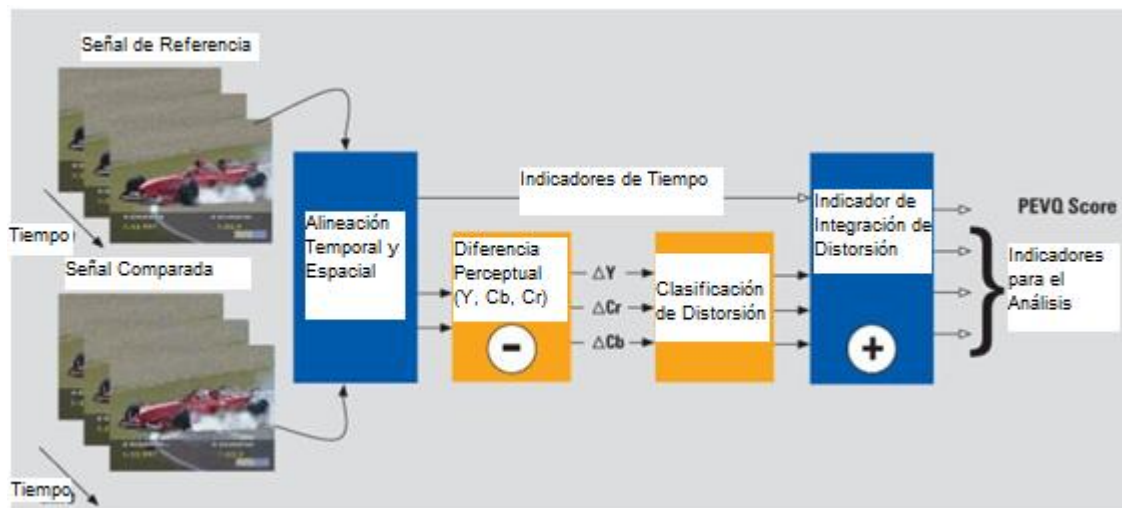 Señal de Referencia
Tiempo
Señal Comparada
Tiempo
Alineación
Temporal y
Espacial
Indicadores de Tiempo
Diferencia
Perceptual
(Y, Cb, Cr)
-
ΔY
ΔCr
ΔCb
Clasificación
de Distorsión
Indicador de
Integración de
Distorsión
+
PEVQ Score
}
Indicadores
para el
Análisis